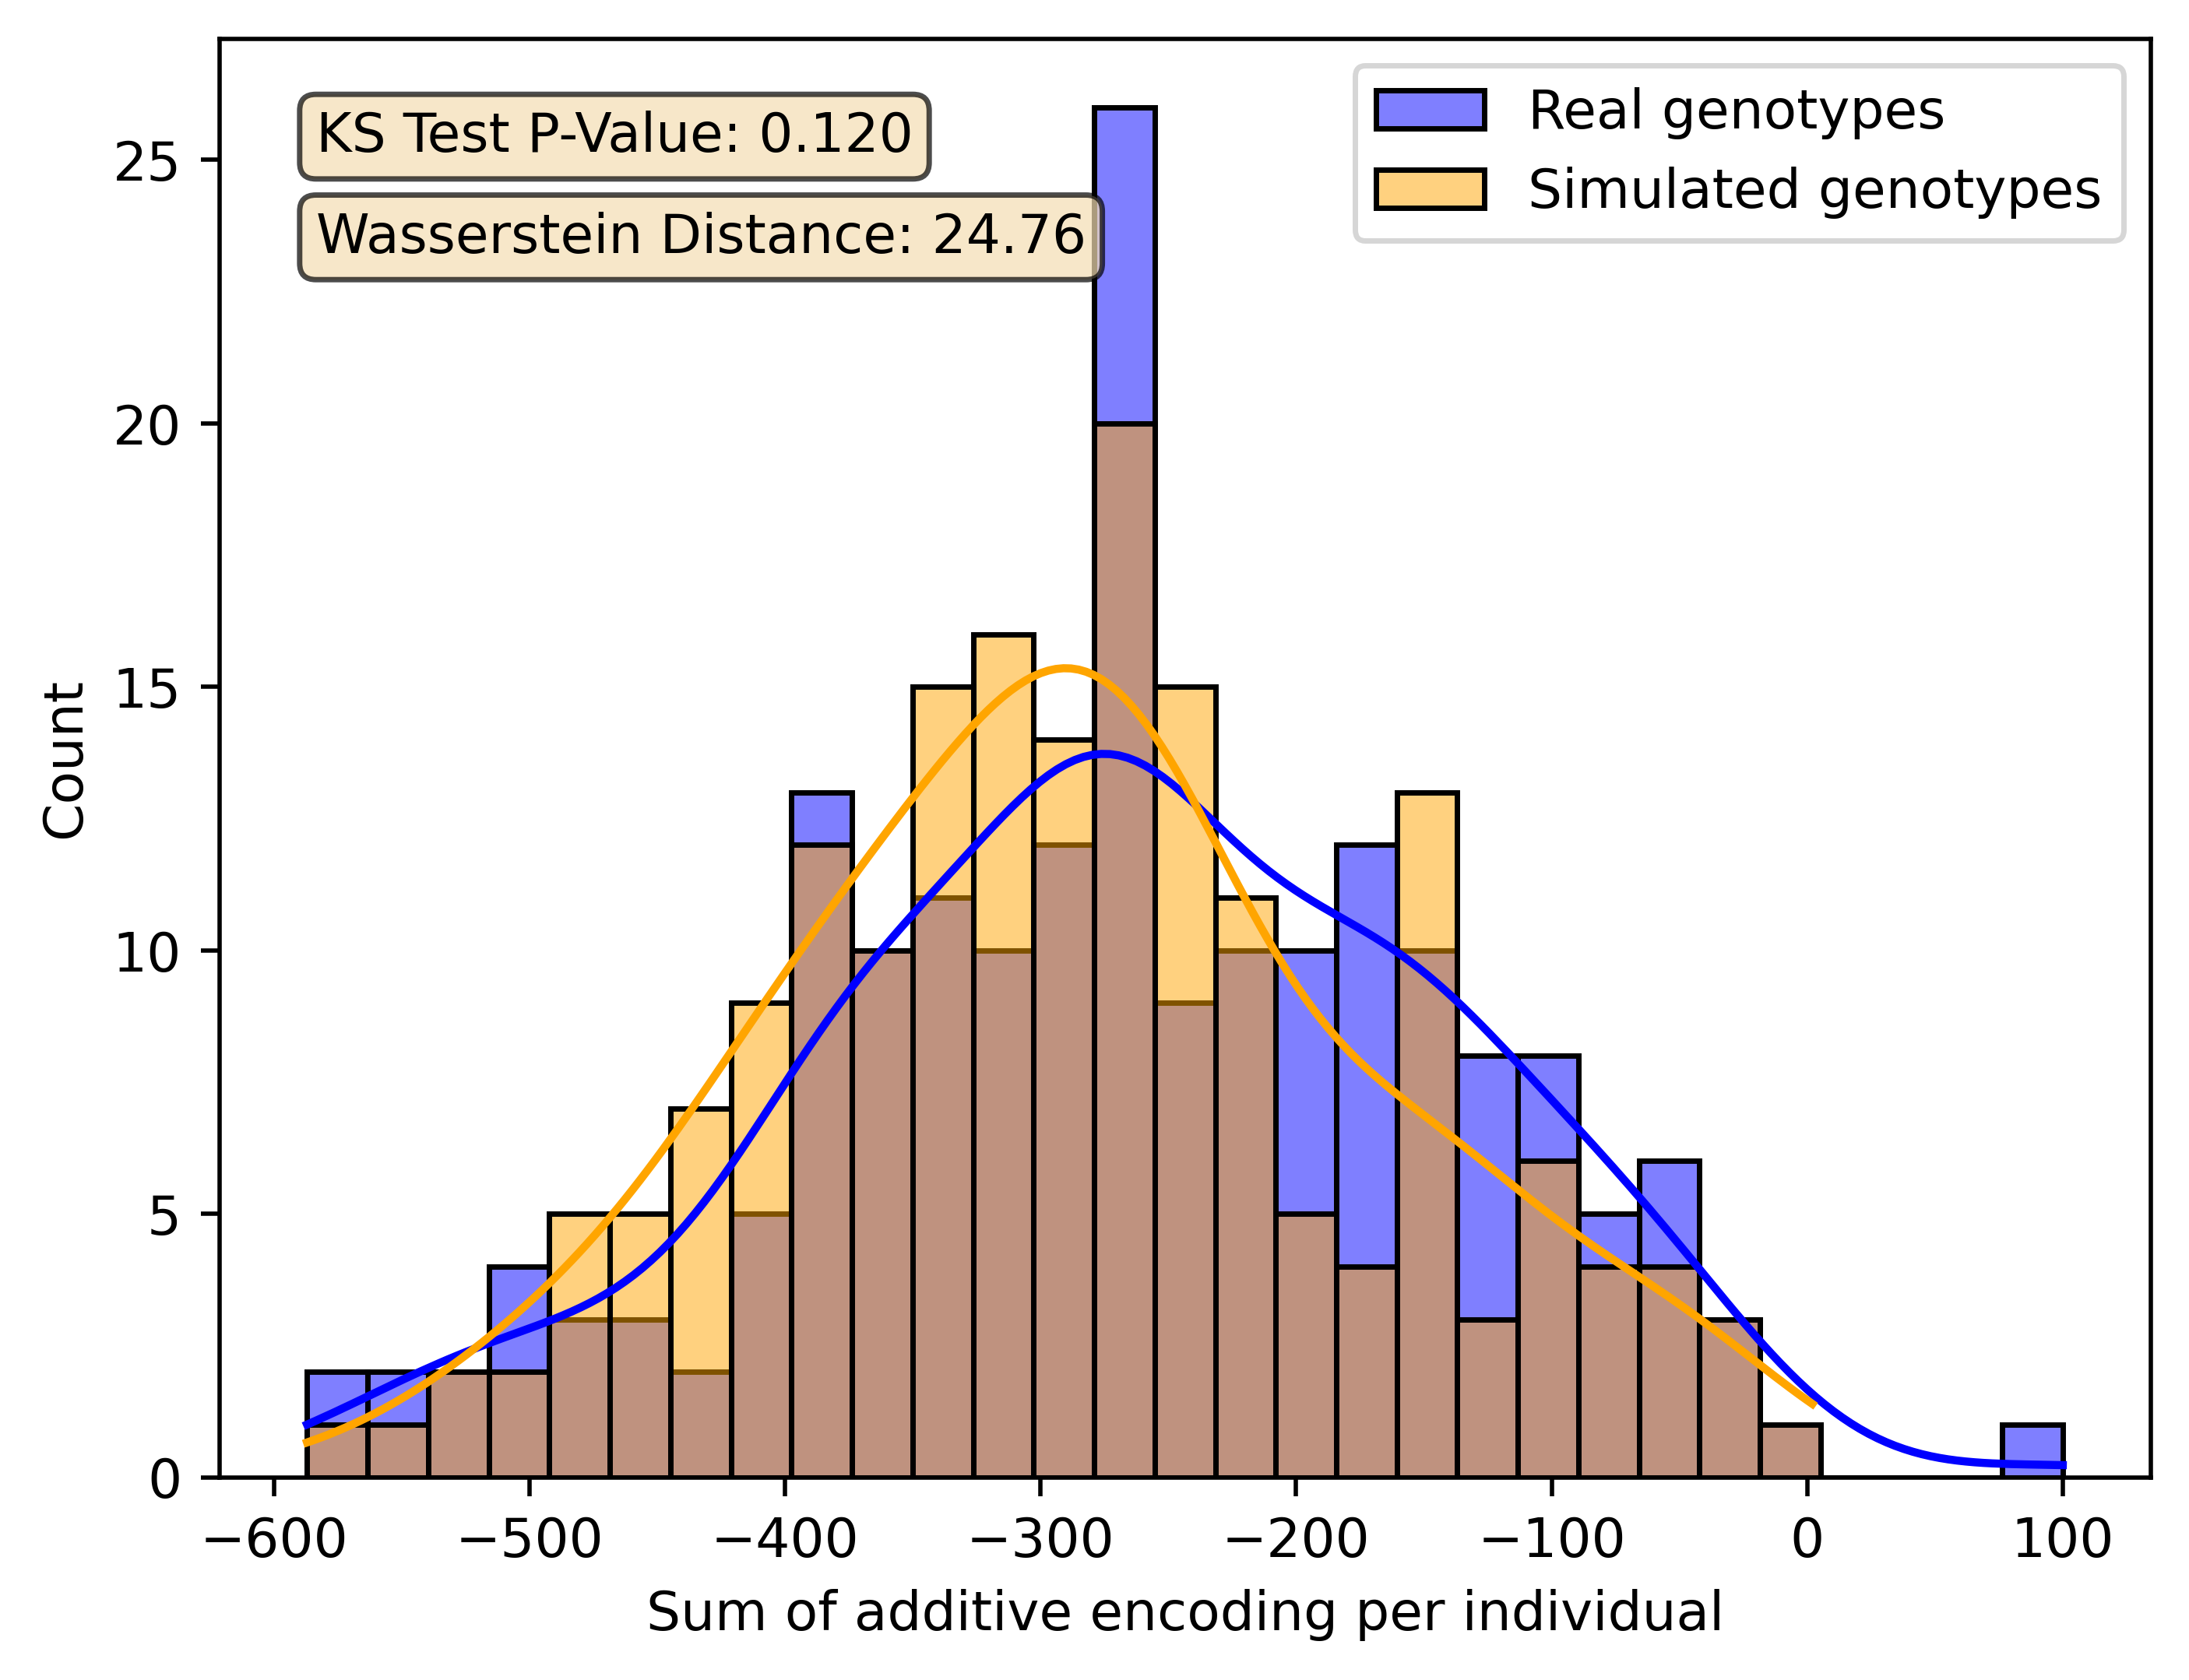 KS Test P-Value: 0.120
Wasserstein Distance: 24.76
Real genotypes
Simulated genotypes
Count
25
20
15
10
5
0
−600 −500 −400 −300 −200 −100 0 100
Sum of additive encoding per individual